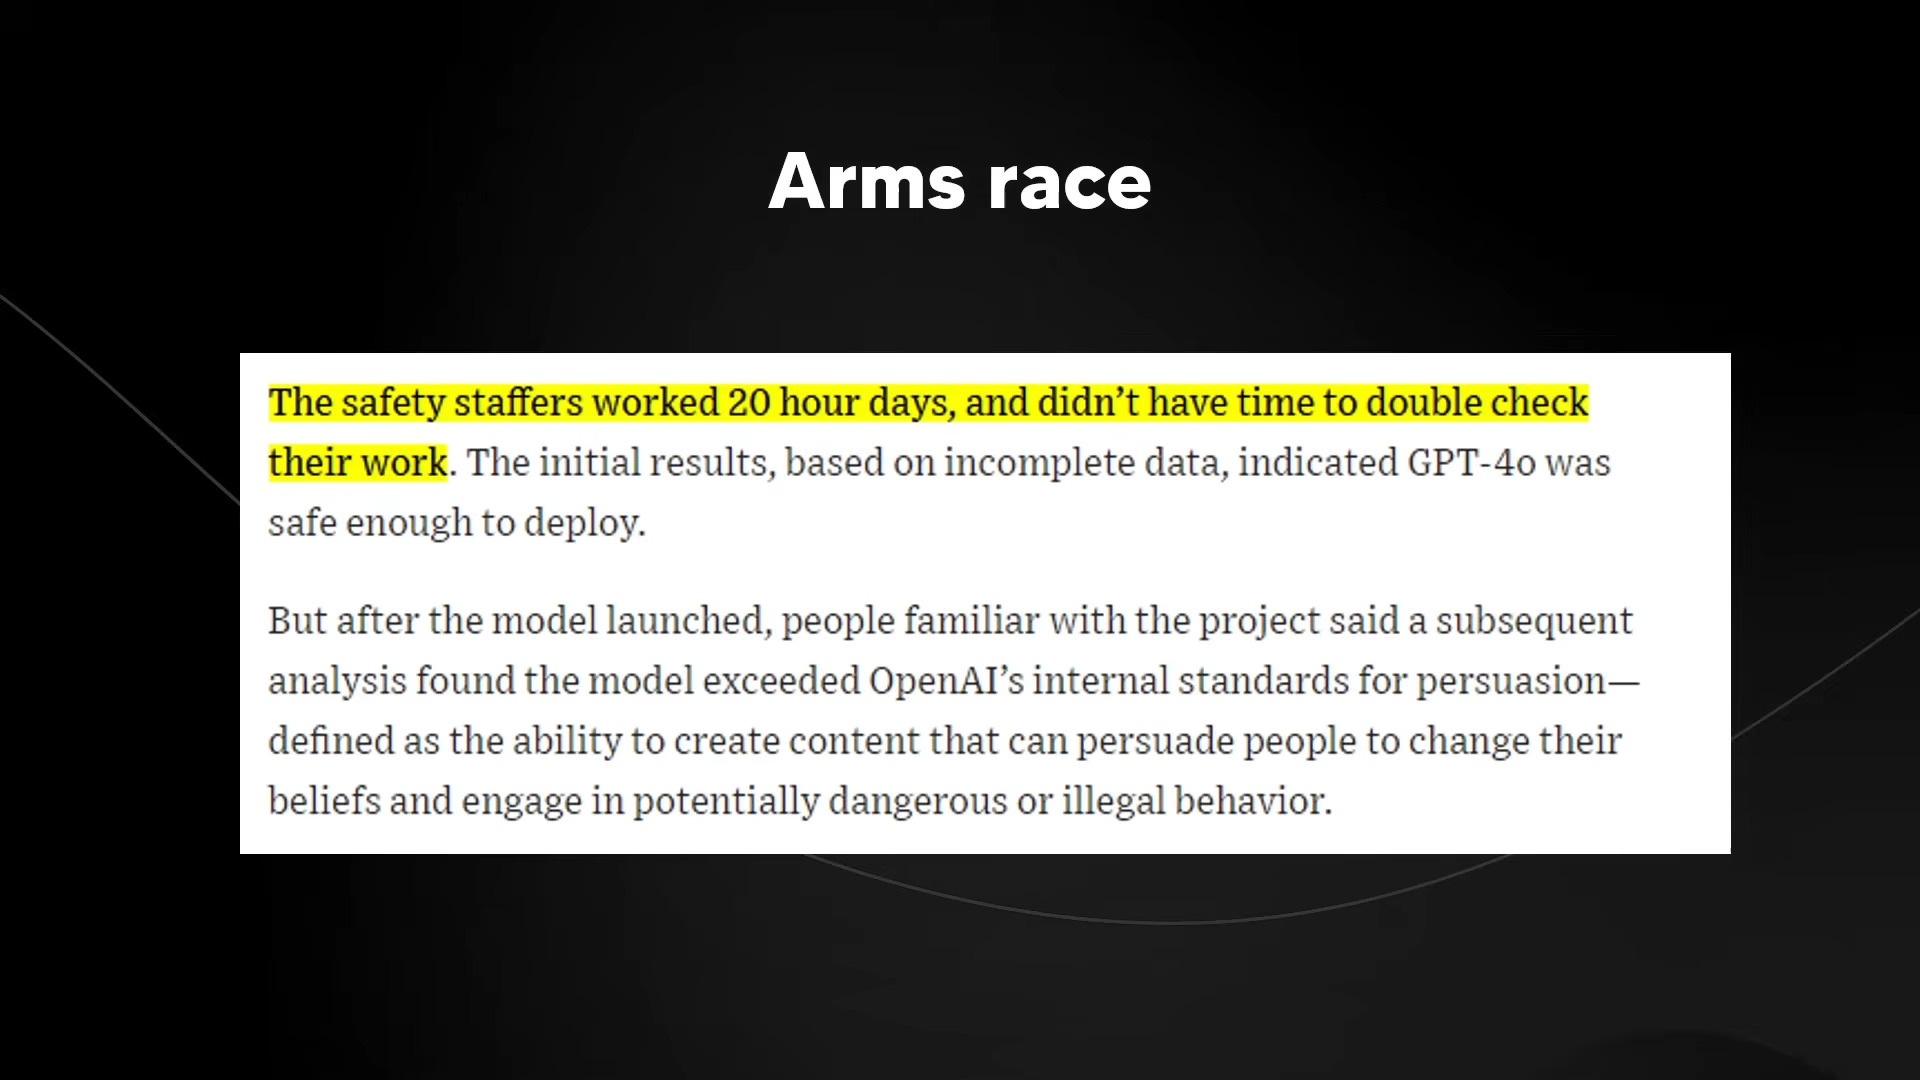 Arms race
The safety staffers worked 20 hour days, and didn’t have time to double check
their work. The initial results, based on incomplete data, indicated GPT-4o was
safe enough to deploy.
But after the model launched, people familiar with the project said a subsequent
analysis found the model exceeded OpenAI’s internal standards for persuasion—
defined as the ability to create content that can persuade people to change their
beliefs and engage in potentially dangerous or illegal behavior.